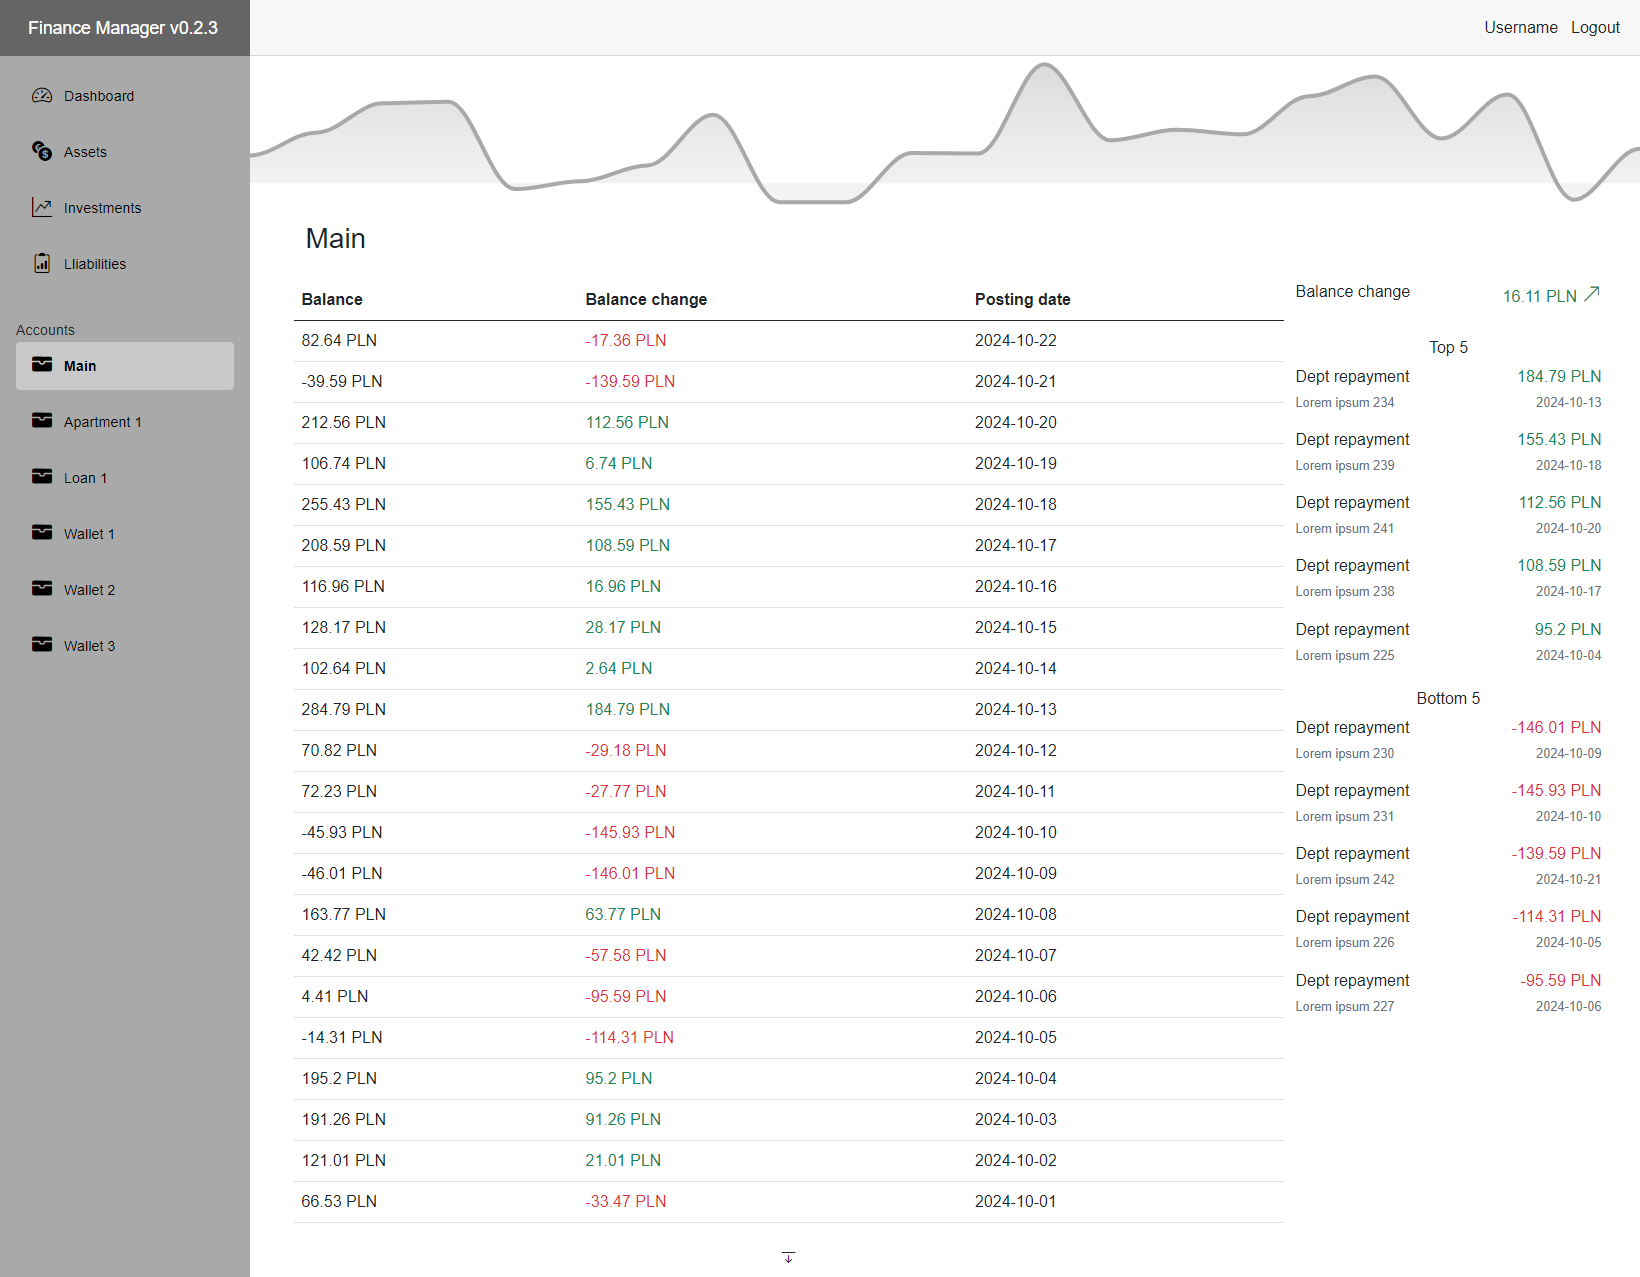 Finance Manager v0.2.3
Username Logout
Dashboard
Assets
Investments
Lliabilities
Accounts
Main
Apartment 1
Loan 1
Wallet 1
Wallet 2
Wallet 3
Main
Balance Balance change Posting date
82.64 PLN -17.36 PLN 2024-10-22
-39.59 PLN -139.59 PLN 2024-10-21
212.56 PLN 112.56 PLN 2024-10-20
106.74 PLN 6.74 PLN 2024-10-19
255.43 PLN 155.43 PLN 2024-10-18
208.59 PLN 108.59 PLN 2024-10-17
116.96 PLN 16.96 PLN 2024-10-16
128.17 PLN 28.17 PLN 2024-10-15
102.64 PLN 2.64 PLN 2024-10-14
284.79 PLN 184.79 PLN 2024-10-13
70.82 PLN -29.18 PLN 2024-10-12
72.23 PLN -27.77 PLN 2024-10-11
-45.93 PLN -145.93 PLN 2024-10-10
-46.01 PLN -146.01 PLN 2024-10-09
163.77 PLN 63.77 PLN 2024-10-08
42.42 PLN -57.58 PLN 2024-10-07
4.41 PLN -95.59 PLN 2024-10-06
-14.31 PLN -114.31 PLN 2024-10-05
195.2 PLN 95.2 PLN 2024-10-04
191.26 PLN 91.26 PLN 2024-10-03
121.01 PLN 21.01 PLN 2024-10-02
66.53 PLN -33.47 PLN 2024-10-01
Balance change 16.11 PLN
Top 5
Dept repayment 184.79 PLN
Lorem ipsum 234 2024-10-13
Dept repayment 155.43 PLN
Lorem ipsum 239 2024-10-18
Dept repayment 112.56 PLN
Lorem ipsum 241 2024-10-20
Dept repayment 108.59 PLN
Lorem ipsum 238 2024-10-17
Dept repayment 95.2 PLN
Lorem ipsum 225 2024-10-04
Bottom 5
Dept repayment -146.01 PLN
Lorem ipsum 230 2024-10-09
Dept repayment -145.93 PLN
Lorem ipsum 231 2024-10-10
Dept repayment -139.59 PLN
Lorem ipsum 242 2024-10-21
Dept repayment -114.31 PLN
Lorem ipsum 226 2024-10-05
Dept repayment -95.59 PLN
Lorem ipsum 227 2024-10-06